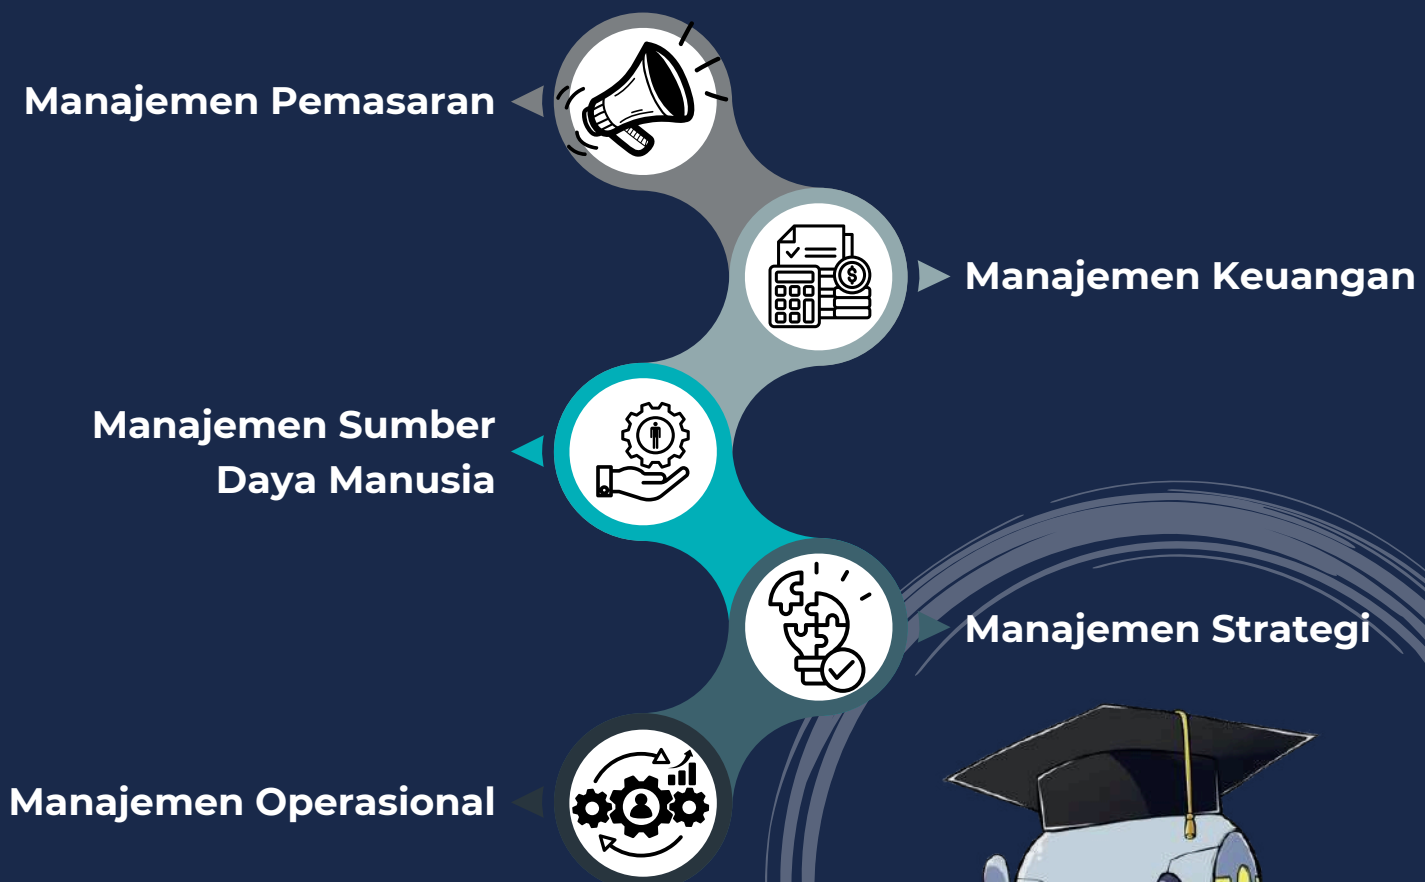 Manajemen Pemasaran
Manajemen Keuangan
Manajemen Sumber
Daya Manusia
Manajemen Strategi
Manajemen Operasional